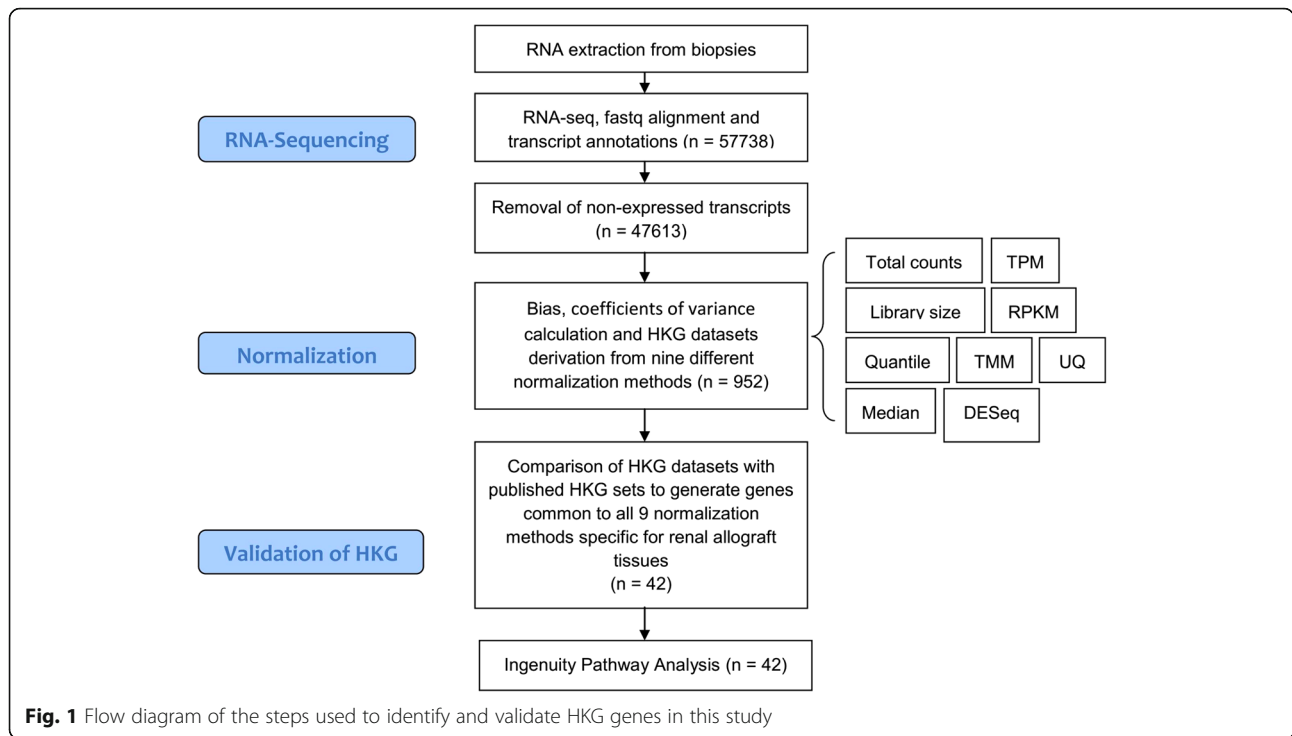 RNA extraction from biopsies
RNA-Sequencing
RNA-seq, fastq alignment and
transcript annotations (n = 57738)
Removal of non-expressed transcripts
(n = 47613)
Normalization
Bias, coefficients of variance
calculation and HKG datasets
derivation from nine different
normalization methods (n = 952)
Total counts
TPM
Library size
RPKM
Quantile
TMM
UQ
Median
DESeq
Validation of HKG
Comparison of HKG datasets with
published HKG sets to generate genes
common to all 9 normalization
methods specific for renal allograft
tissues
(n = 42)
Ingenuity Pathway Analysis (n = 42)
Fig. 1 Flow diagram of the steps used to identify and validate HKG genes in this study